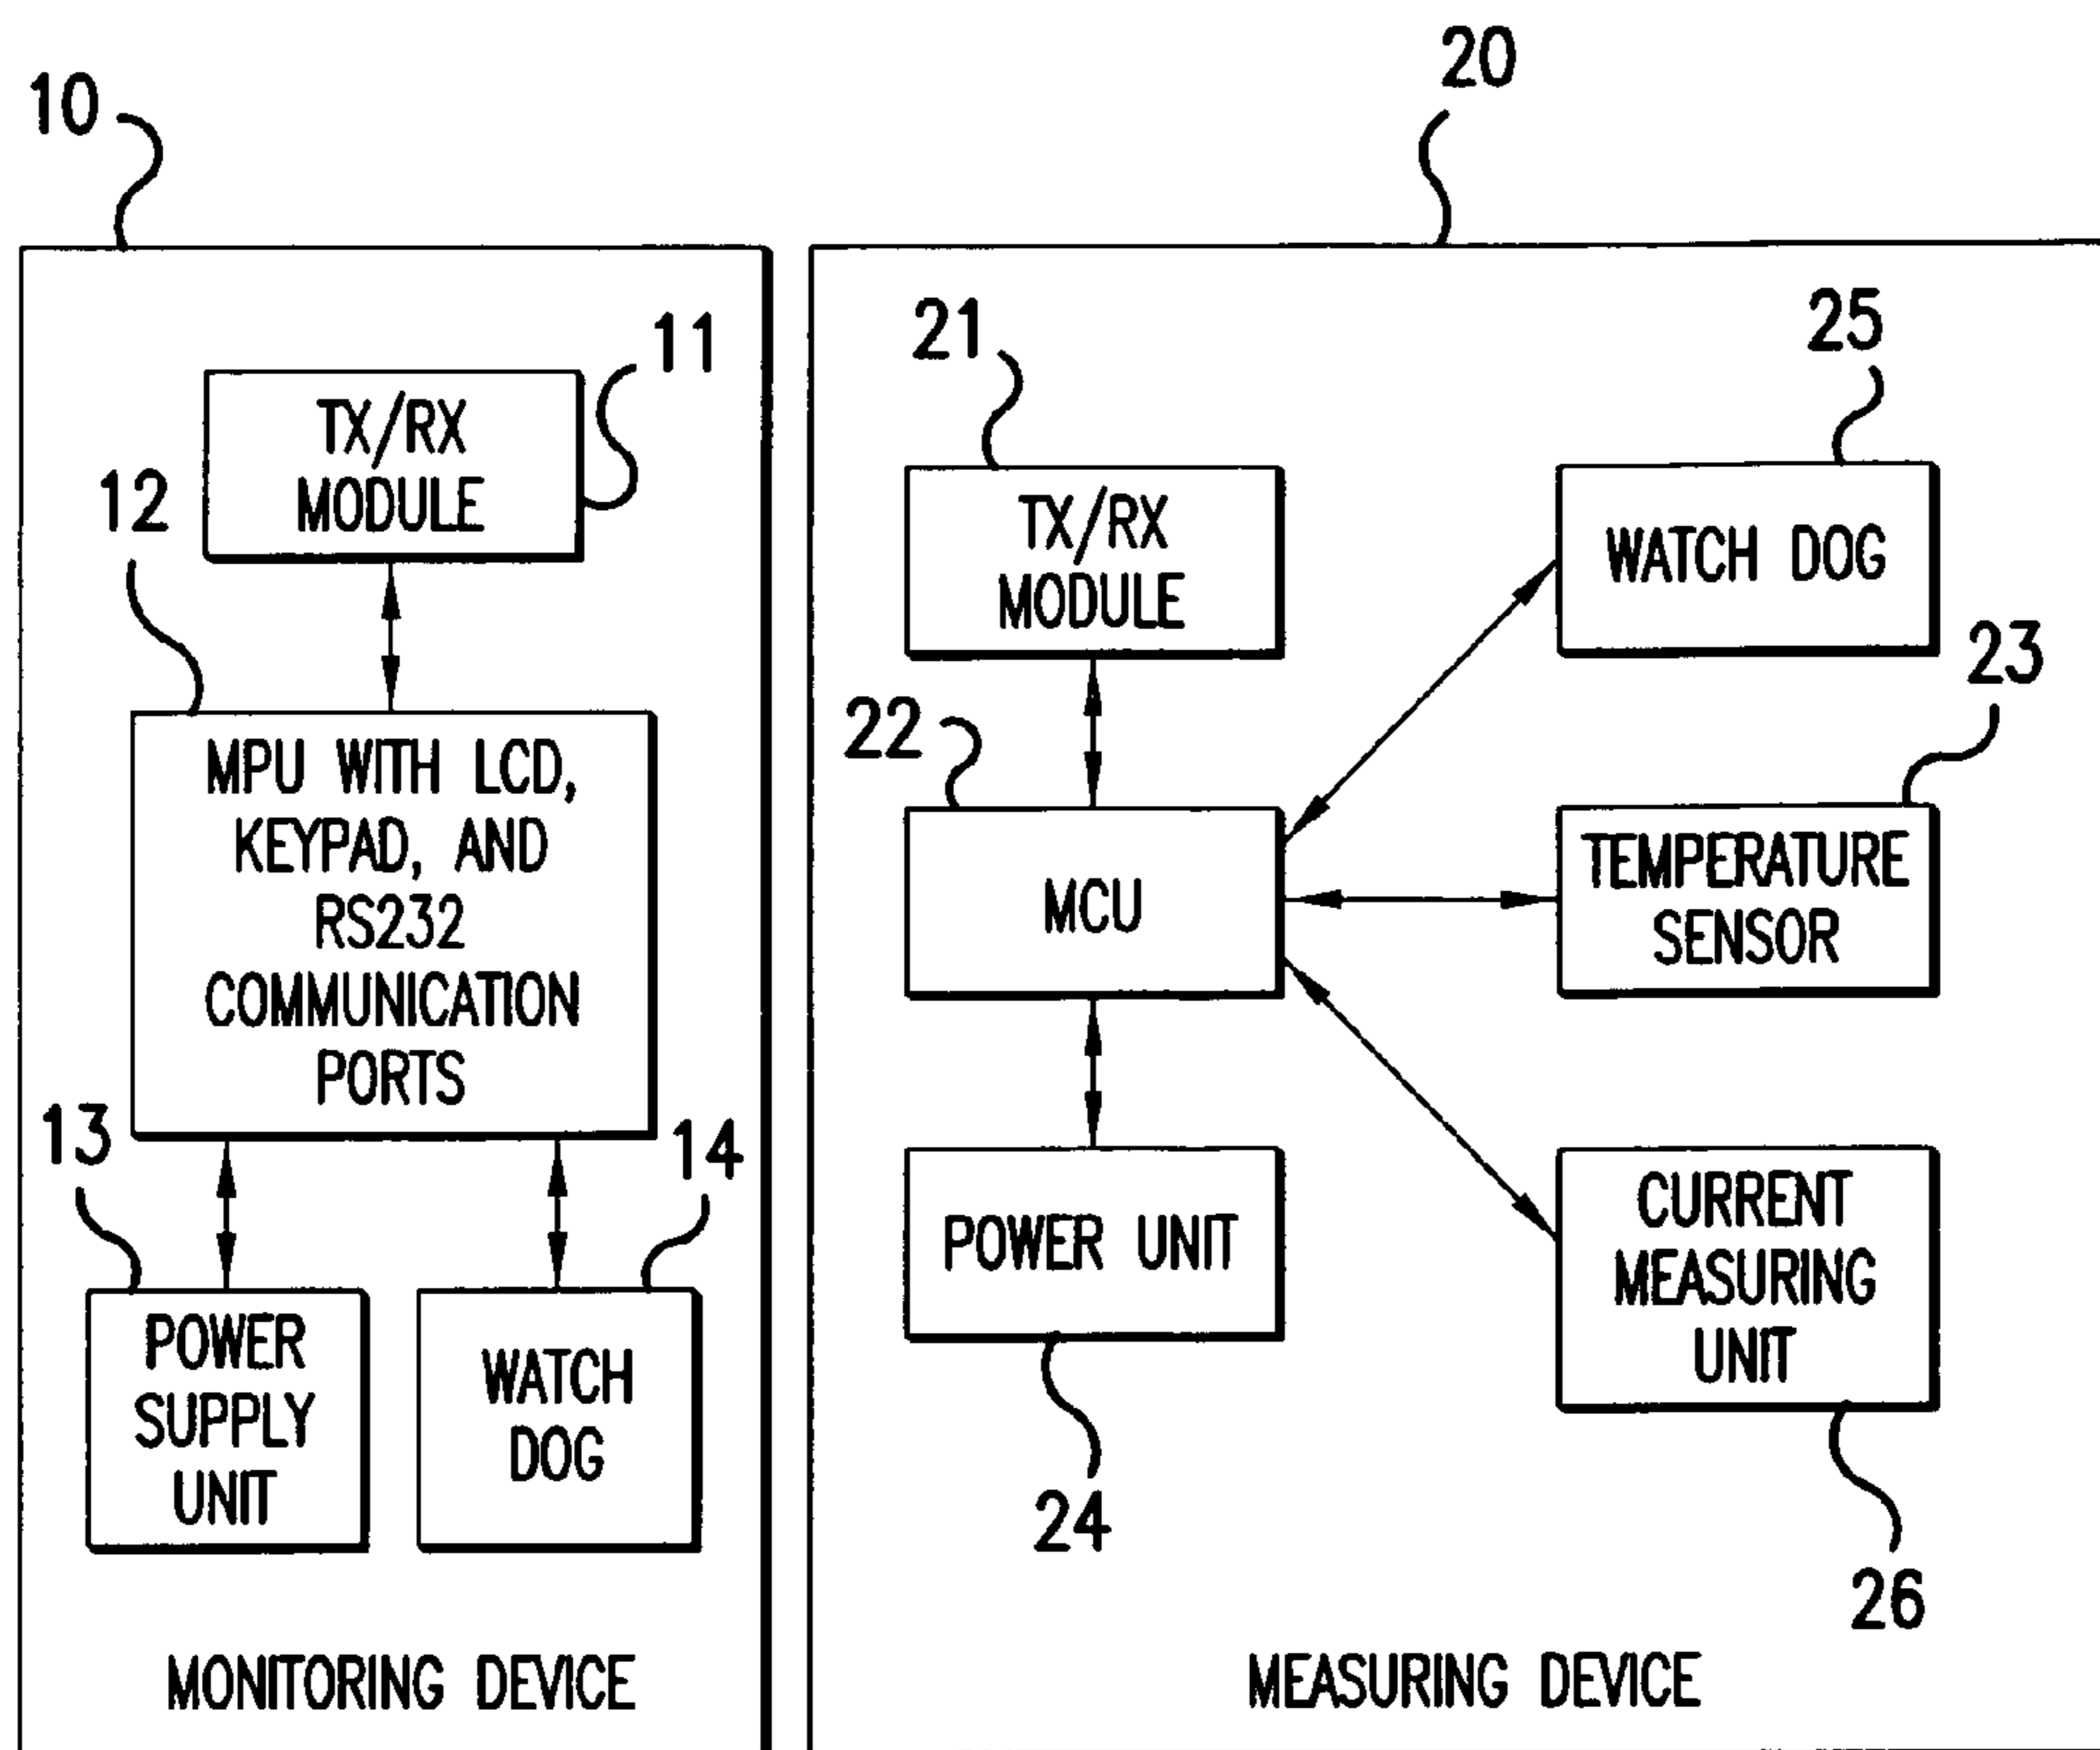 10
20
11
TX/RX
MODULE
12
MPU WITH LCD,
KEYPAD, AND
RS232
COMMUNICATION
PORTS
13
14
POWER
SUPPLY
UNIT
WATCH
DOG
MONITORING DEVICE
21
25
TX/RX
MODULE
WATCH DOG
22
23
MCU
TEMPERATURE
SENSOR
POWER UNIT
CURRENT
MEASURING
UNIT
24
26
MEASURING DEVICE